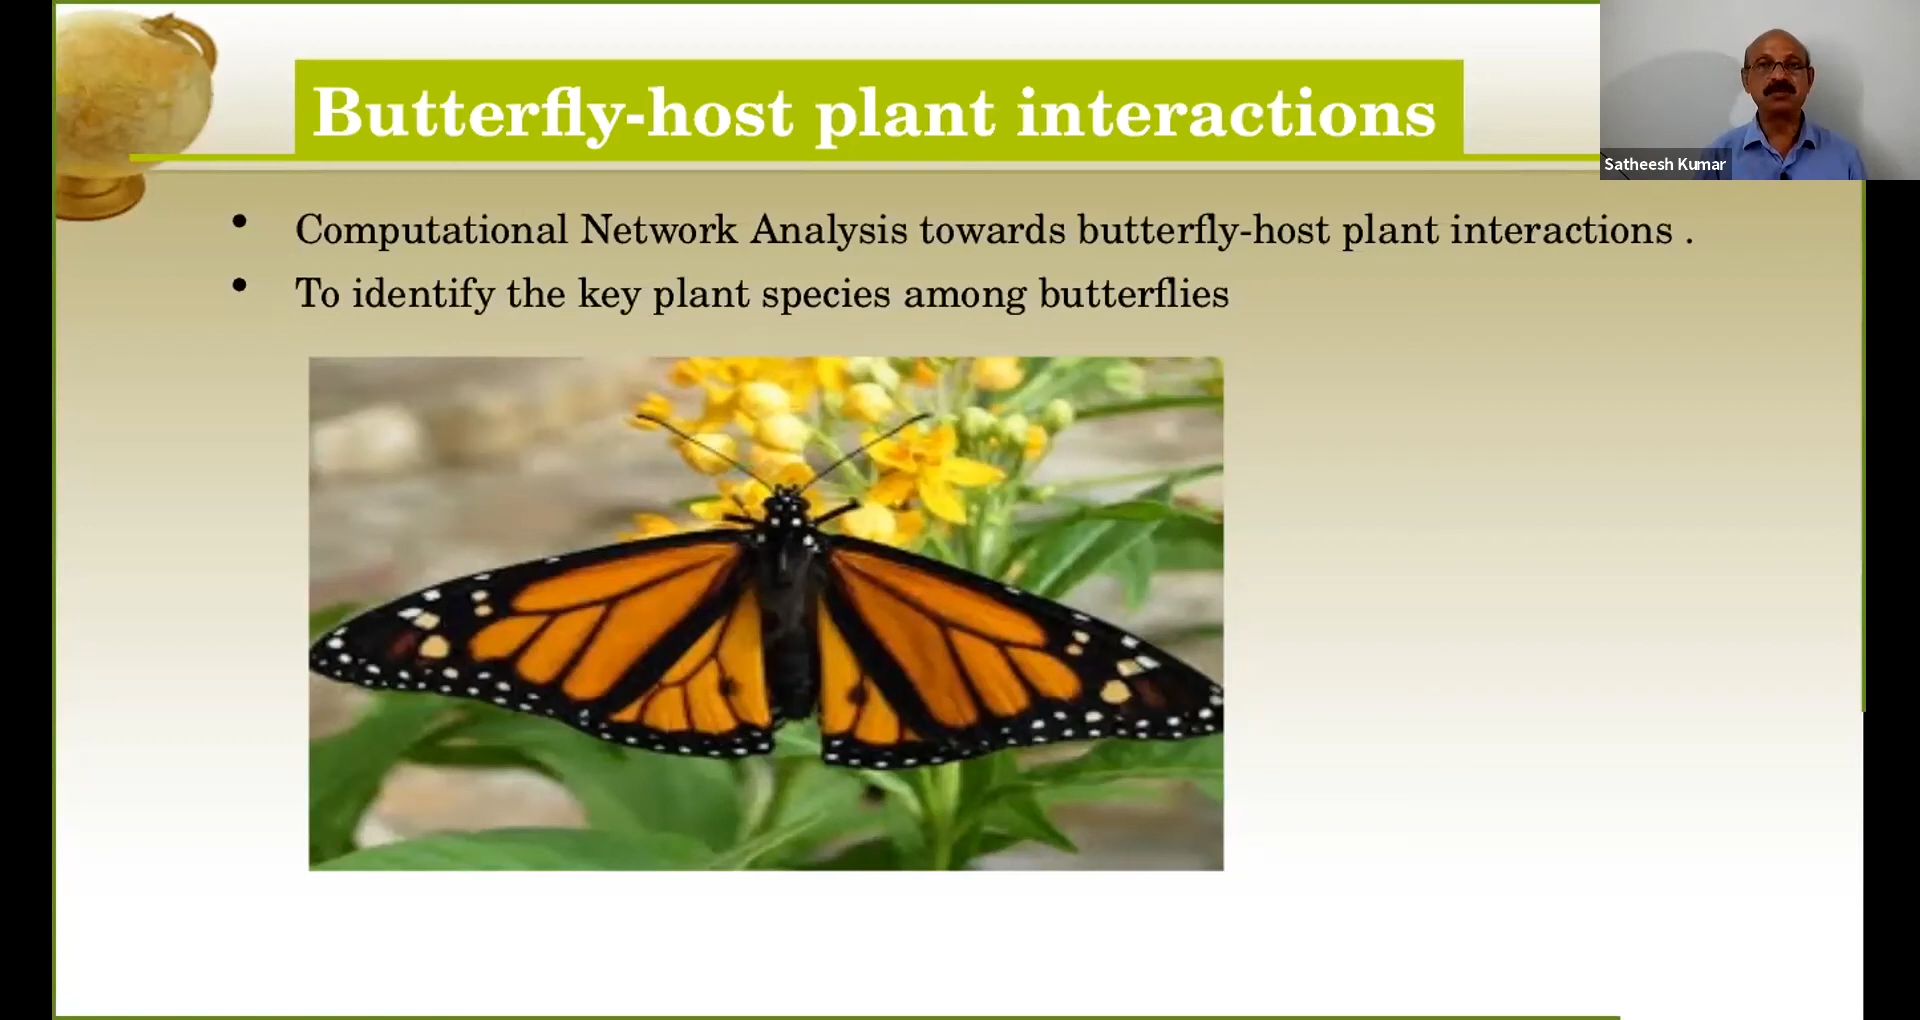 Butterfly-host plant interactions
Satheesh Kumar
• Computational Network Analysis towards butterfly-host plant interactions .
• To identify the key plant species among butterflies